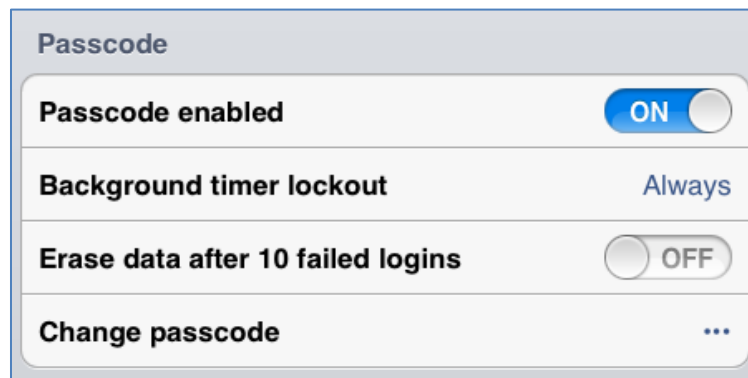 Passcode
Passcode enabled ON
Background timer lockout Always
Erase data after 10 failed logins OFF
Change passcode ...